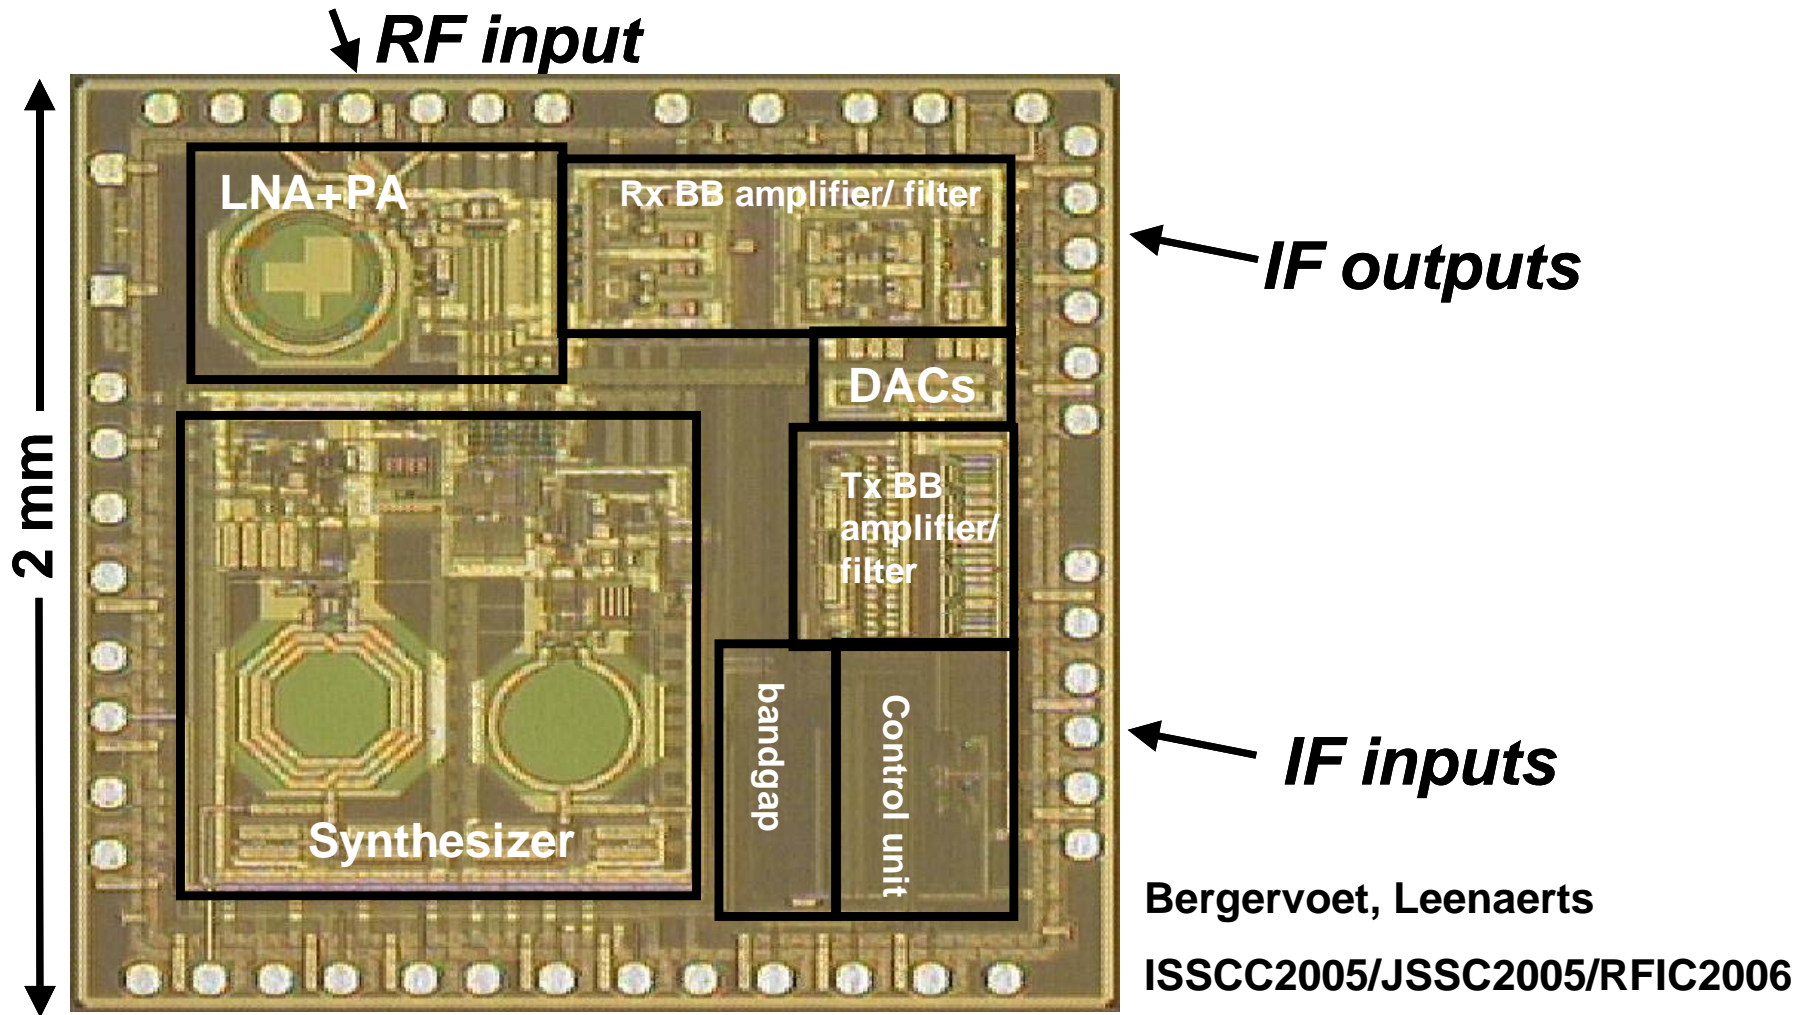 RF input
LNA+PA
Rx BB amplifier/ filter
IF outputs
DACs
2 mm
Tx BB
amplifier/
filter
bandgap
Control unit
IF inputs
Synthesizer
Bergervoet, Leenaerts
ISSCC2005/JSSC2005/RFIC2006